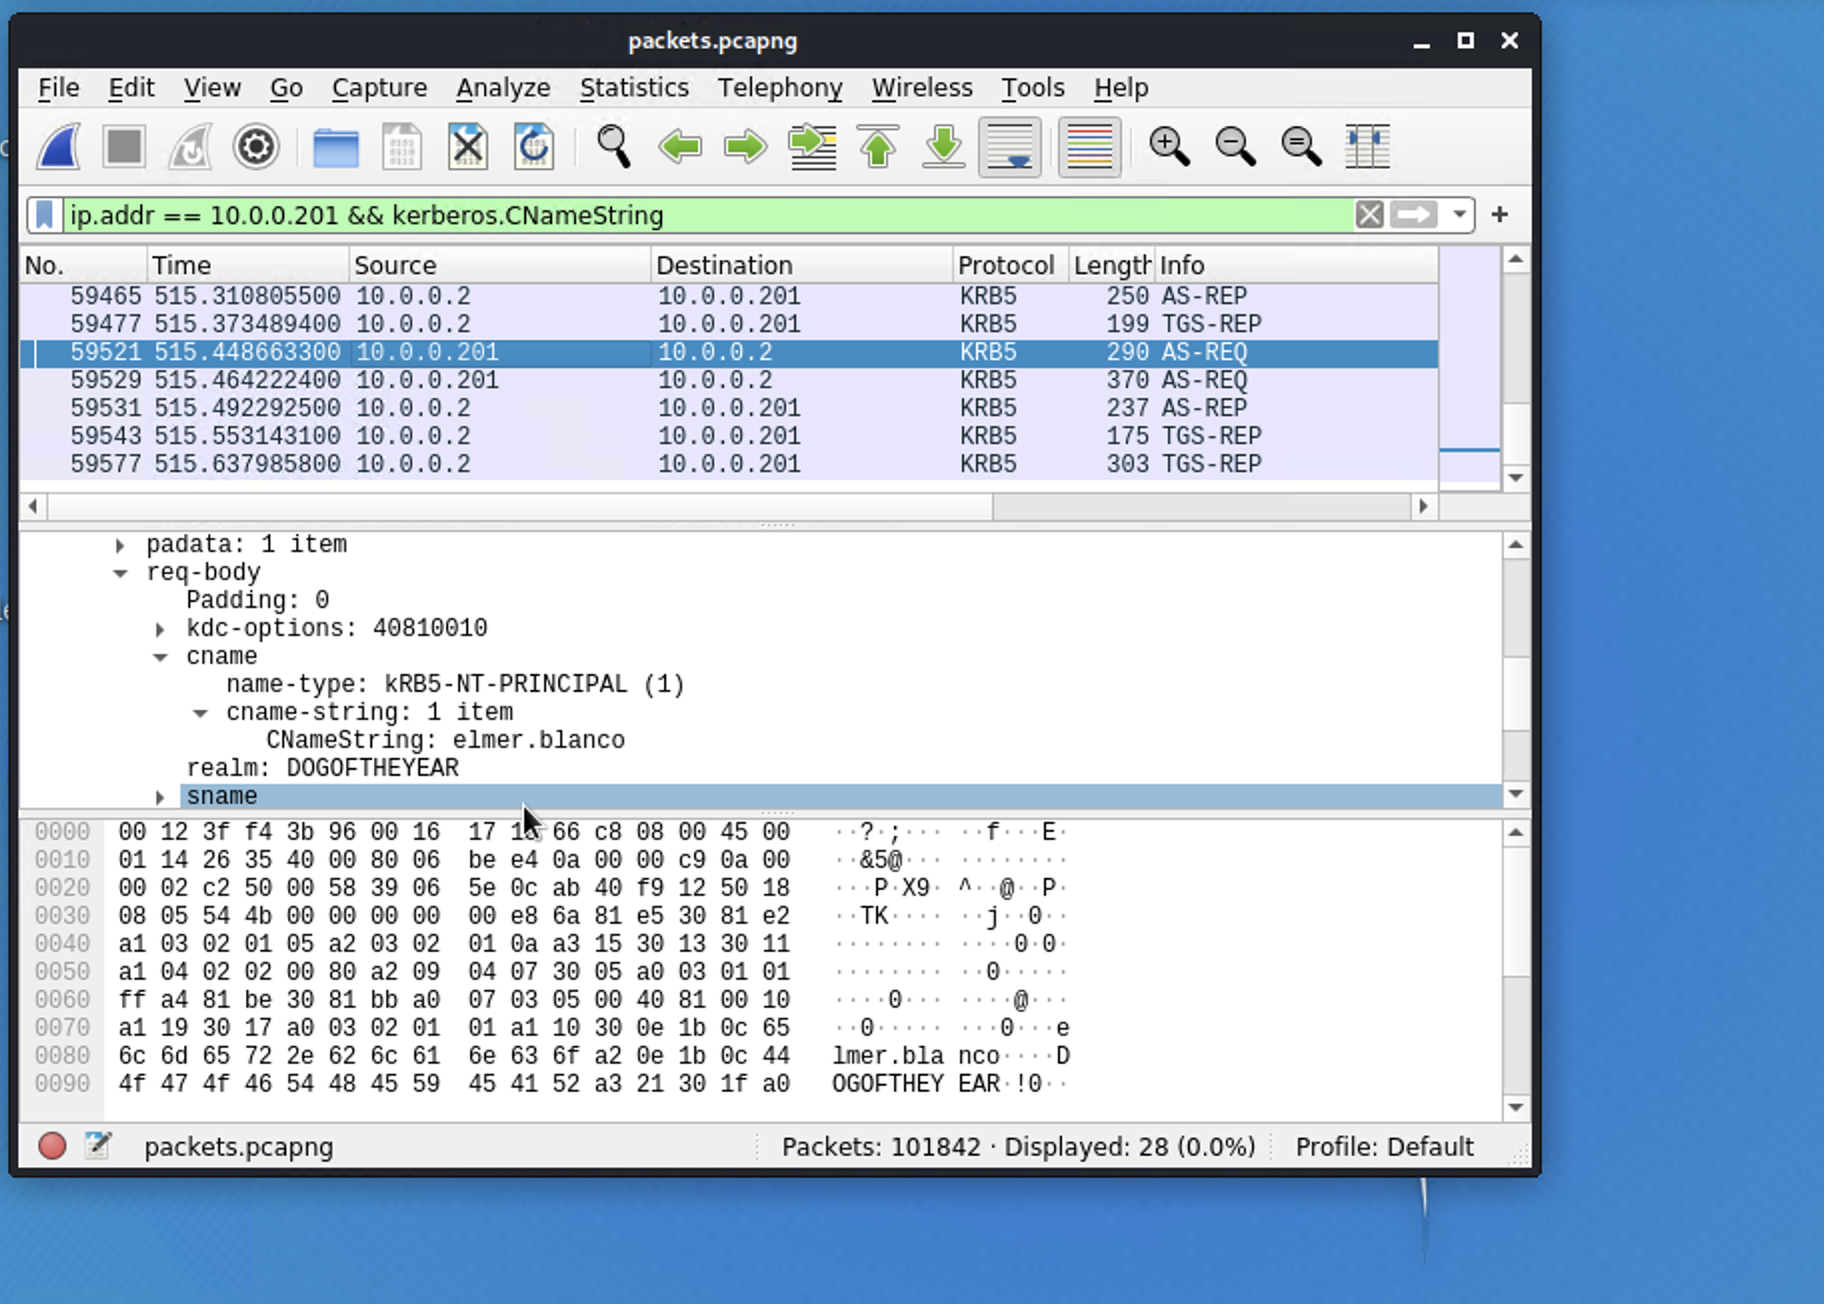 packets.pcapng
File Edit View Go Capture Analyze Statistics Telephony Wireless Tools Help
ip.addr == 10.0.0.201 && kerberos.CNameString
No. Time Source Destination Protocol Length Info
59465 515.310805500 10.0.0.2 10.0.0.201 KRB5 250 AS-REP
59477 515.373489400 10.0.0.2 10.0.0.201 KRB5 199 TGS-REP
59521 515.448663300 10.0.0.201 10.0.0.2 KRB5 290 AS-REQ
59529 515.464222400 10.0.0.201 10.0.0.2 KRB5 370 AS-REQ
59531 515.492292500 10.0.0.2 10.0.0.201 KRB5 237 AS-REP
59543 515.553143100 10.0.0.2 10.0.0.201 KRB5 175 TGS-REP
59577 515.637985800 10.0.0.2 10.0.0.201 KRB5 303 TGS-REP
padata: 1 item
req-body
Padding: 0
kdc-options: 40810010
cname
name-type: kRB5-NT-PRINCIPAL (1)
cname-string: 1 item
CNameString: elmer.blanco
realm: DOGOFTHEYEAR
sname
0000 00 12 3f f4 3b 96 00 16 17 66 c8 08 00 45 00 ··?·;··· ··f···E·
0010 01 14 26 35 40 00 80 06 be e4 0a 00 00 c9 0a 00 ··&5@··· ········
0020 00 02 c2 50 00 58 39 06 5e 0c ab 40 f9 12 50 18 ···P·X9· ^··@··P·
0030 08 05 54 4b 00 00 00 00 00 e8 6a 81 e5 30 81 e2 ··TK···· ··j··0··
0040 a1 03 02 01 05 a2 03 02 01 0a a3 15 30 13 30 11 ········ ····0·0·
0050 a1 04 02 02 00 80 a2 09 04 07 30 05 a0 03 01 01 ········ ··0·····
0060 ff a4 81 be 30 81 bb a0 07 03 05 00 40 81 00 10 ····0··· ····@···
0070 a1 19 30 17 a0 03 02 01 01 a1 10 30 0e 1b 0c 65 ··0····· ···0···e
0080 6c 6d 65 72 2e 62 6c 61 6e 63 6f a2 0e 1b 0c 44 lmer.bla nco····D
0090 4f 47 4f 46 54 48 45 59 45 41 52 a3 21 30 1f a0 OGOFTHEY EAR·!0··
packets.pcapng Packets: 101842 · Displayed: 28 (0.0%) Profile: Default